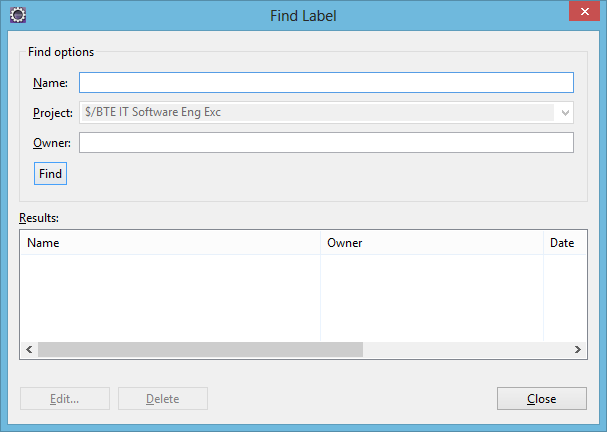 Find Label
Find options
Name:
Project: $/BTE IT Software Eng Exc
Owner:
Find
Results:
Name Owner Date
Edit... Delete Close